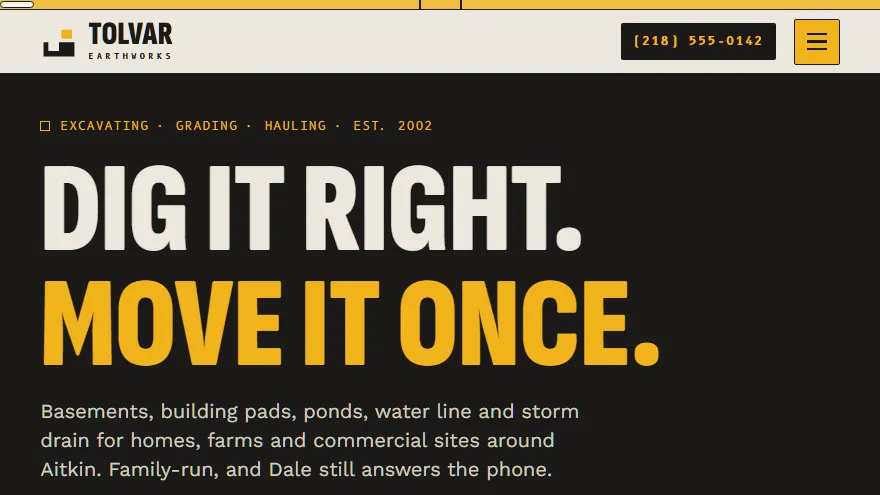 TOLVAR
EARTHWORKS
(218) 555-0142
EXCAVATING · GRADING · HAULING · EST. 2002
DIG IT RIGHT.
MOVE IT ONCE.
Basements, building pads, ponds, water line and storm
drain for homes, farms and commercial sites around
Aitkin. Family-run, and Dale still answers the phone.